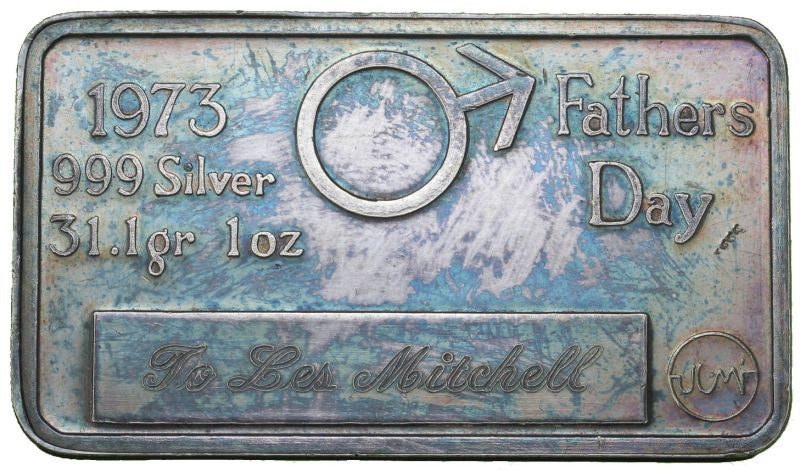 1973
999 Silver
31.1gr 1oz
Fathers
Day
To Les Mitchell